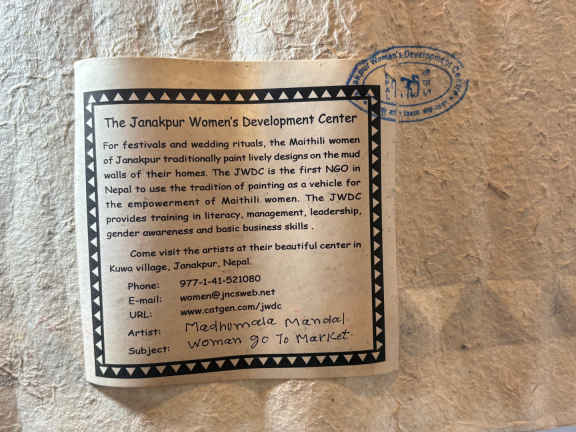 The Janakpur Women's Development Center
For festivals and wedding rituals, the Maithili women
of Janakpur traditionally paint lively designs on the mud
walls of their homes. The JWDC is the first NGO in
Nepal to use the tradition of painting as a vehicle for
the empowerment of Maithili women. The JWDC
provides training in literacy, management, leadership,
gender awareness and basic business skills .
Come visit the artists at their beautiful center in
Kuwa village, Janakpur, Nepal.
Phone: 977-1-41-521080
E-mail: women@jncsweb.net
URL: www.catgen.com/jwdc
Artist: Madhumala Mandal
Subject: Woman go To Market.
Janakpur Women's Development Center